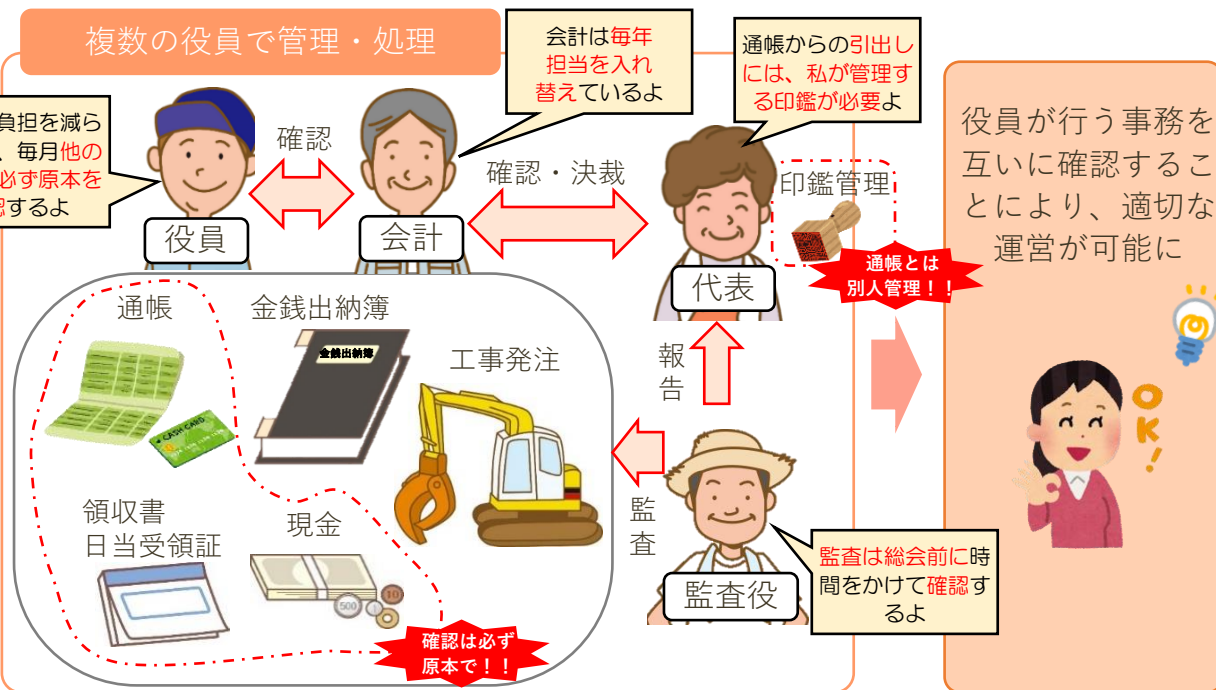 複数の役員で管理・処理
会計は毎年
担当を入れ
替えているよ
通帳からの引出し
には、私が管理す
る印鑑が必要よ
負担を減ら
、毎月他の
必ず原本を
するよ
確認
確認・決裁
印鑑管理
役員
会計
代表
通帳とは
別人管理！！
役員が行う事務を
互いに確認するこ
とにより、適切な
運営が可能に
通帳
金銭出納簿
金銭出納簿
工事発注
CASH CARD
報
告
OK!
領収書
日当受領証
現金
500
1
10
監
査
監査役
監査は総会前に時
間をかけて確認す
るよ
確認は必ず
原本で！！